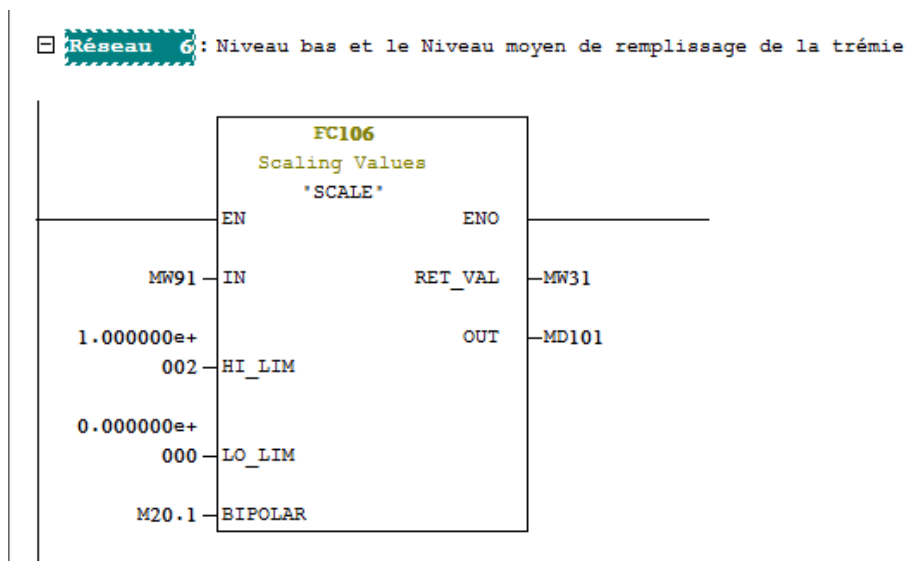 Réseau 6: Niveau bas et le Niveau moyen de remplissage de la trémie
FC106
Scaling Values
"SCALE"
EN ENO
MW91 IN RET_VAL MW31
1.000000e+ OUT MD101
002 HI_LIM
0.000000e+
000 LO_LIM
M20.1 BIPOLAR